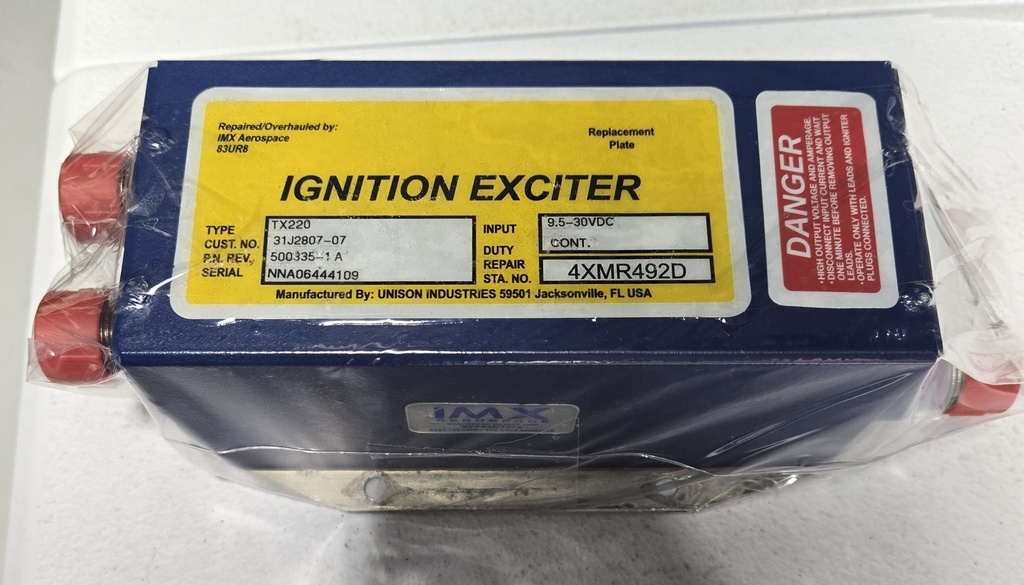 Repaired/Overhauled by:
IMX Aerospace
83UR8
Replacement
Plate
IGNITION EXCITER
TYPE TX220
CUST. NO. 31J2807-07
P.N. REV. 500335-1 A
SERIAL NNA06444109
INPUT 9.5-30VDC
DUTY CONT.
REPAIR
STA. NO. 4XMR492D
Manufactured By: UNISON INDUSTRIES 59501 Jacksonville, FL USA
DANGER
•HIGH OUTPUT VOLTAGE AND AMPERAGE.
•DISCONNECT INPUT CURRENT AND WAIT
ONE MINUTE BEFORE REMOVING OUTPUT
LEADS.
•OPERATE ONLY WITH LEADS AND IGNITER
PLUGS CONNECTED.
IMX
AEROSPACE